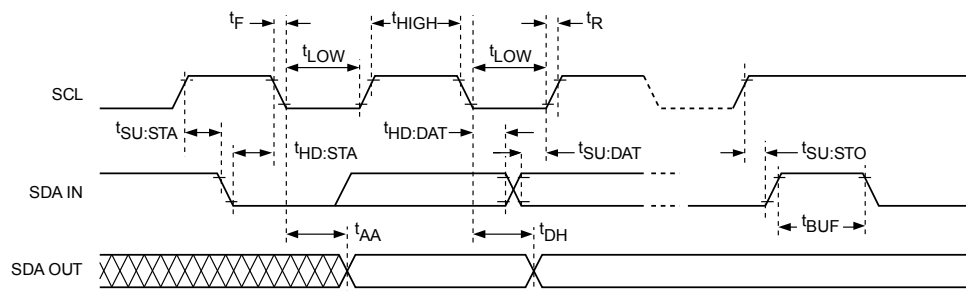 tF
tHIGH
tR
tLOW
tLOW
SCL
tSU:STA
tHD:STA
tHD:DAT
tSU:DAT
tSU:STO
SDA IN
tBUF
tAA
tDH
SDA OUT